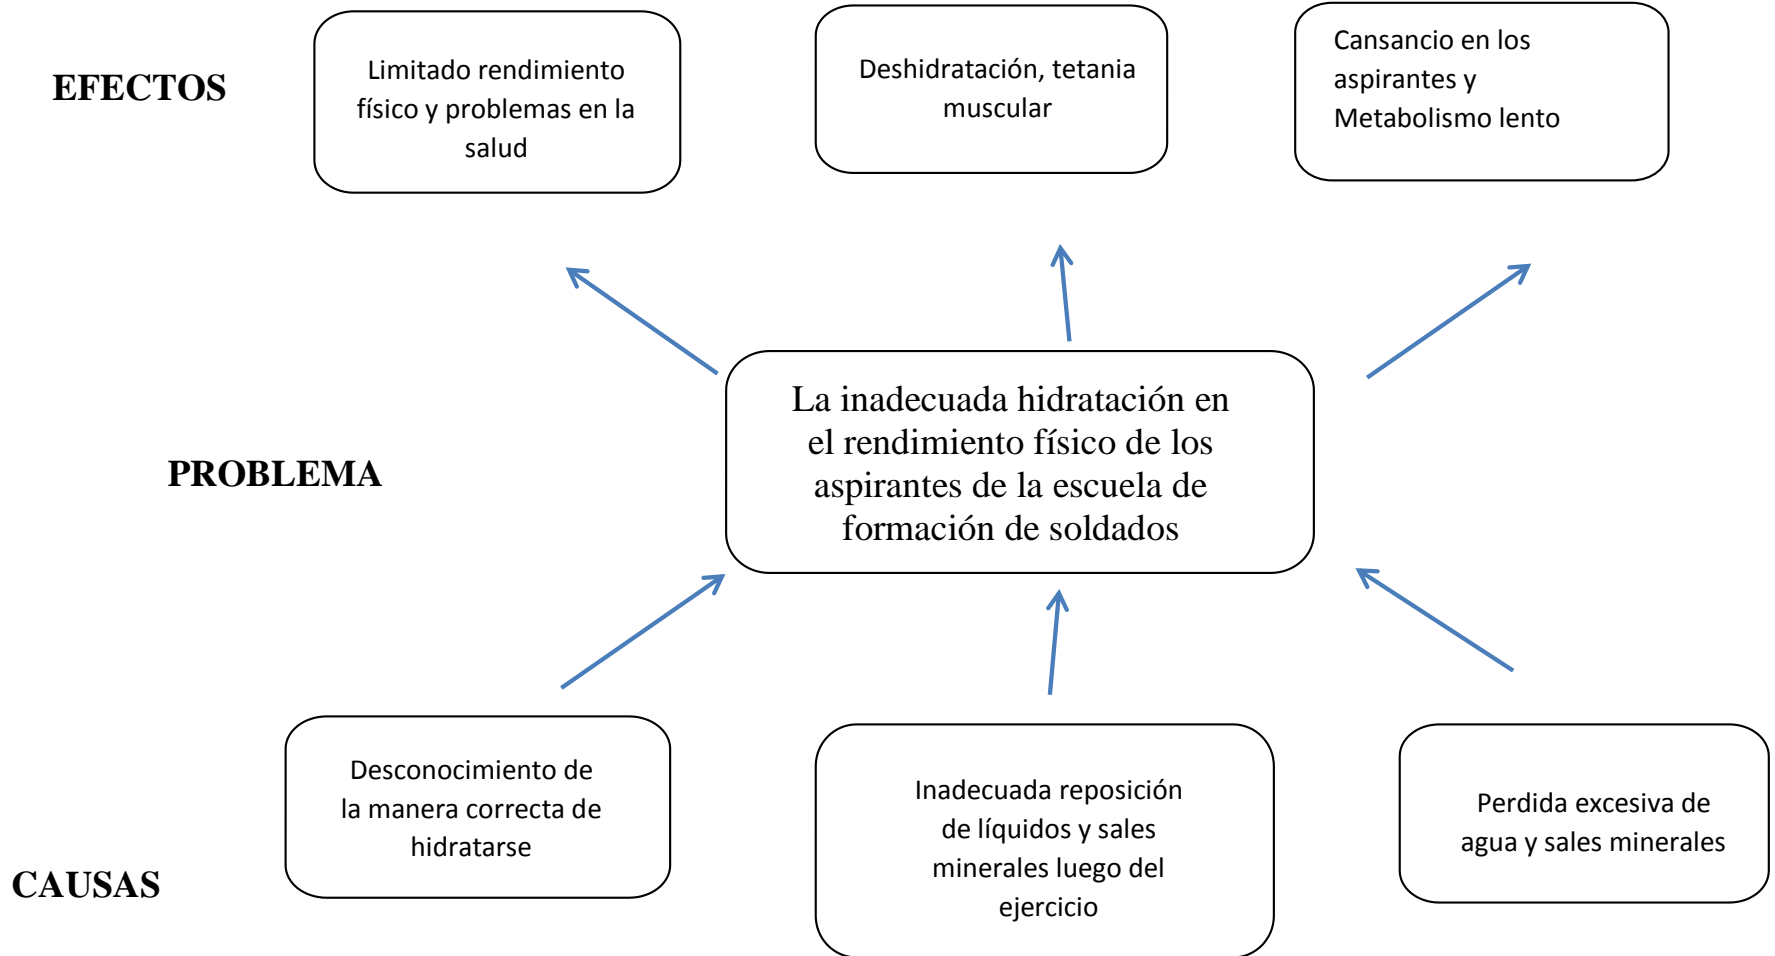 EFECTOS
Limitado rendimiento
físico y problemas en la
salud
Deshidratación, tetania
muscular
Cansancio en los
aspirantes y
Metabolismo lento
PROBLEMA
La inadecuada hidratación en
el rendimiento físico de los
aspirantes de la escuela de
formación de soldados
CAUSAS
Desconocimiento de
la manera correcta de
hidratarse
Inadecuada reposición
de líquidos y sales
minerales luego del
ejercicio
Perdida excesiva de
agua y sales minerales